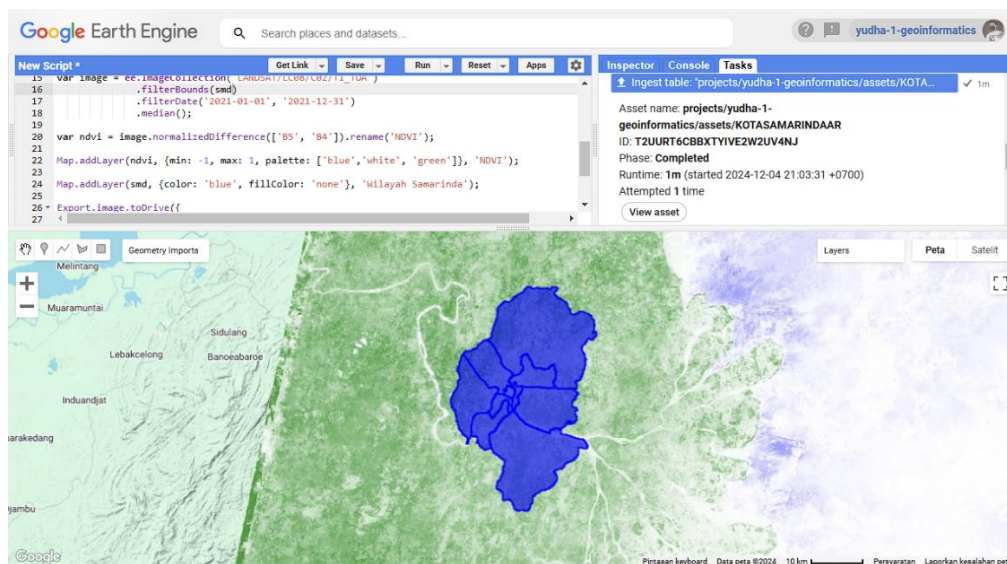 Google Earth Engine
Search places and datasets...
yudha-1-geoinformatics
New Script *
Get Link
Save
Run
Reset
Apps
15 var image = ee.ImageCollection('LANDSAT/LC08/C02/T1_TOA')
16 .filterBounds(smd)
17 .filterDate('2021-01-01', '2021-12-31')
18 .median();
19
20 var ndvi = image.normalizedDifference(['B5', 'B4']).rename('NDVI');
21
22 Map.addLayer(ndvi, {min: -1, max: 1, palette: ['blue','white', 'green']}, 'NDVI');
23
24 Map.addLayer(smd, {color: 'blue', fillColor: 'none'}, 'Wilayah Samarinda');
25
26 Export.image.toDrive({
27
Inspector Console Tasks
Ingest table: "projects/yudha-1-geoinformatics/assets/KOTA... 1m
Asset name: projects/yudha-1-
geoinformatics/assets/KOTASAMARINDAAR
ID: T2UURT6CBBXTYIVE2W2UV4NJ
Phase: Completed
Runtime: 1m (started 2024-12-04 21:03:31 +0700)
Attempted 1 time
View asset
Geometry Imports
Layers
Peta
Satelit
Melintang
Muaramuntai
Sidulang
Lebakcelong
Banoeabaroe
Induandjat
arakedang
jambu
Google
Pintasan keyboard Data peta ©2024 10 km Persyaratan Laporkan kesalahan pet